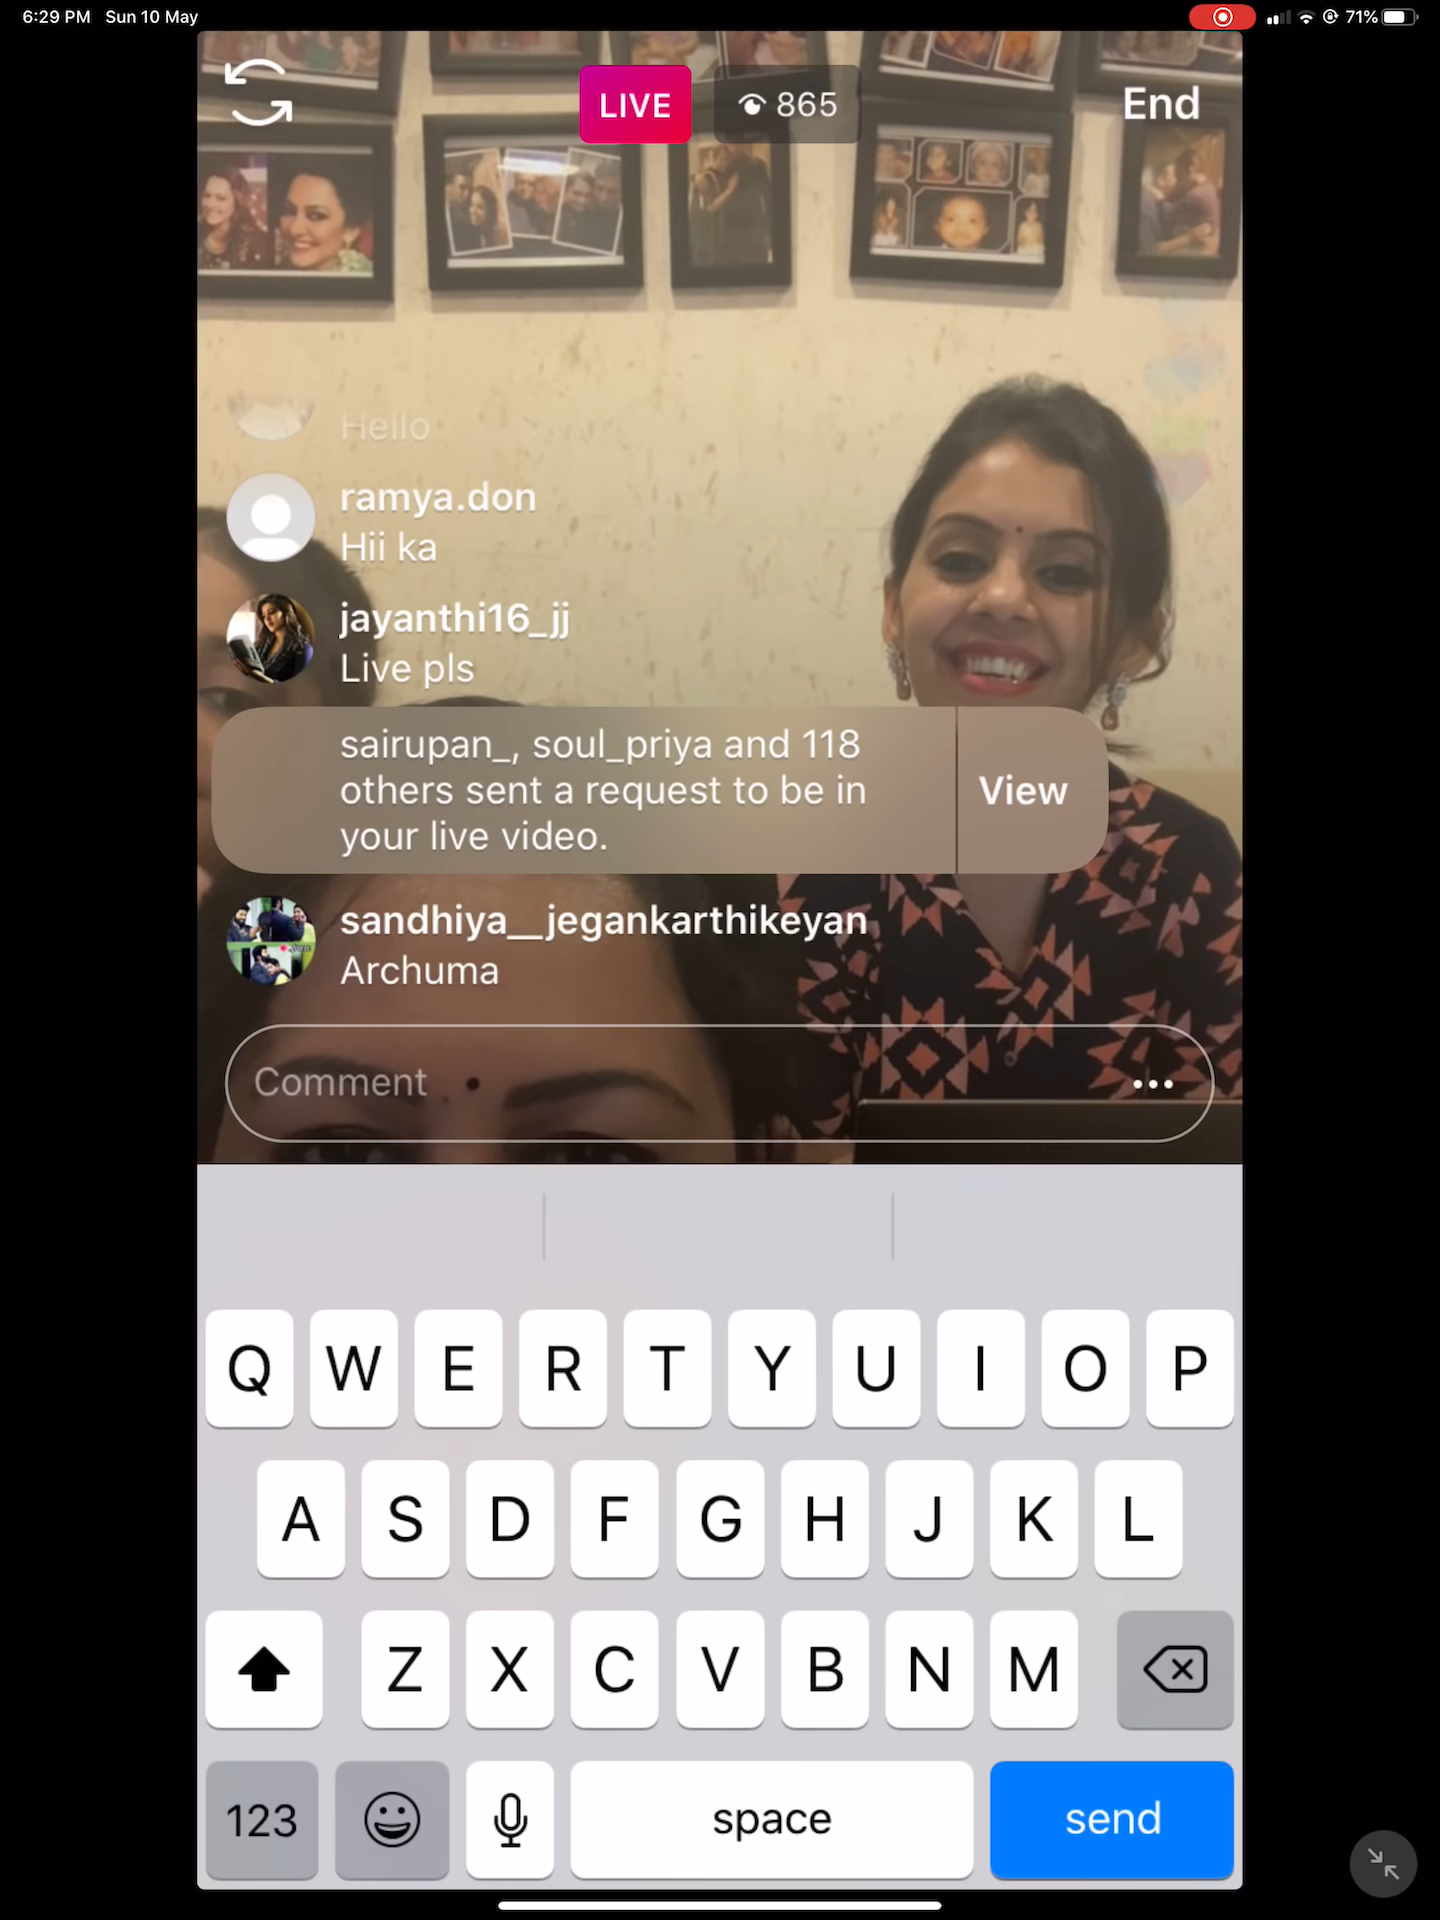 6:29 PM Sun 10 May
71%
LIVE
865
End
Hello
ramya.don
Hii ka
jayanthi16_jj
Live pls
sairupan_, soul_priya and 118
others sent a request to be in
your live video.
View
sandhiya__jegankarthikeyan
Archuma
Comment
Q W E R T Y U I O P
A S D F G H J K L
Z X C V B N M
123
space
send